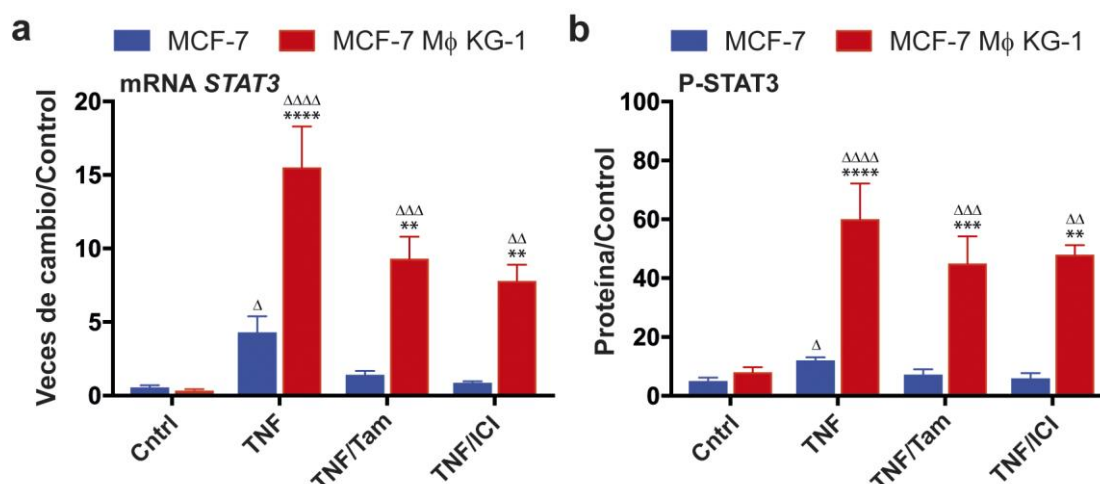 a
MCF-7
MCF-7 Mϕ KG-1
mRNA STAT3
Veces de cambio/Control
20
15
10
5
0
ΔΔΔΔ
****
ΔΔΔ
**
ΔΔ
**
Δ
Cntrl
TNF
TNF/Tam
TNF/ICI
b
MCF-7
MCF-7 Mϕ KG-1
P-STAT3
Proteína/Control
100
80
60
40
20
0
ΔΔΔΔ
****
ΔΔΔ
***
ΔΔ
**
Δ
Cntrl
TNF
TNF/Tam
TNF/ICI